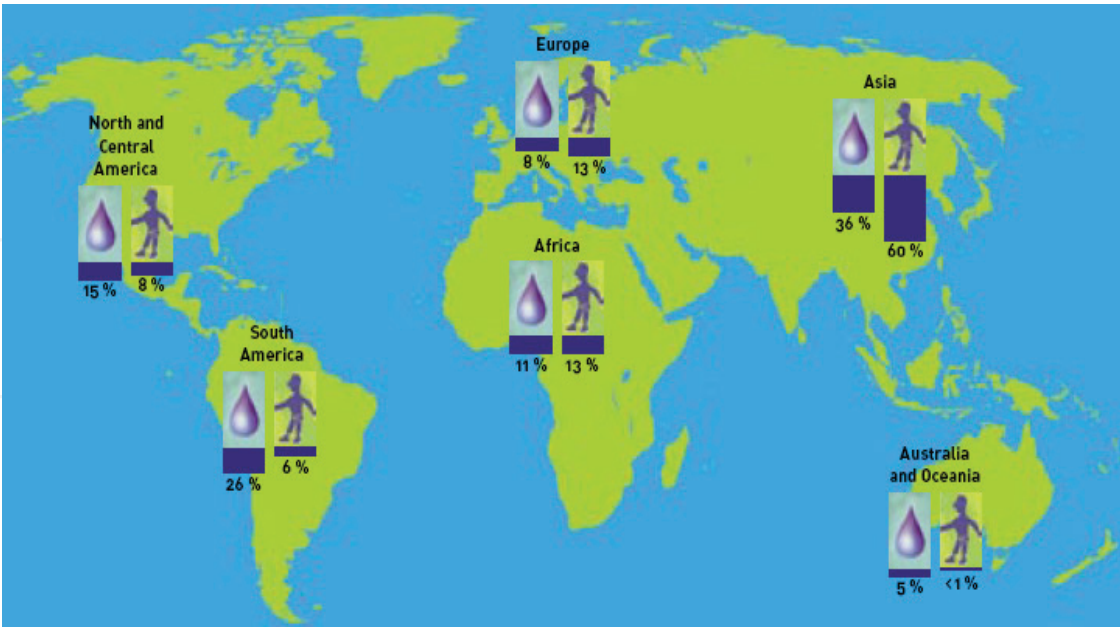 Europe
8 %
13 %
Asia
36 %
60 %
North and
Central
America
15 %
8 %
Africa
11 %
13 %
South
America
26 %
6 %
Australia
and Oceania
5 %
<1 %